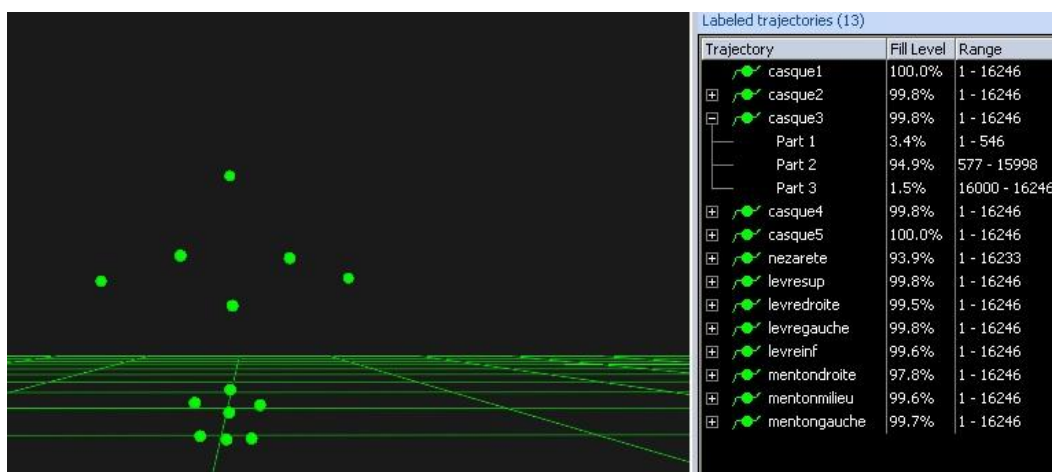 Labeled trajectories (13)
Trajectory Fill Level Range
casque1 100.0% 1 - 16246
casque2 99.8% 1 - 16246
casque3 99.8% 1 - 16246
Part 1 3.4% 1 - 546
Part 2 94.9% 577 - 15998
Part 3 1.5% 16000 - 16246
casque4 99.8% 1 - 16246
casque5 100.0% 1 - 16246
nezarete 93.9% 1 - 16233
levresup 99.8% 1 - 16246
levredroite 99.5% 1 - 16246
levregauche 99.8% 1 - 16246
levreinf 99.6% 1 - 16246
mentondroite 97.8% 1 - 16246
mentonmilieu 99.6% 1 - 16246
mentongauche 99.7% 1 - 16246